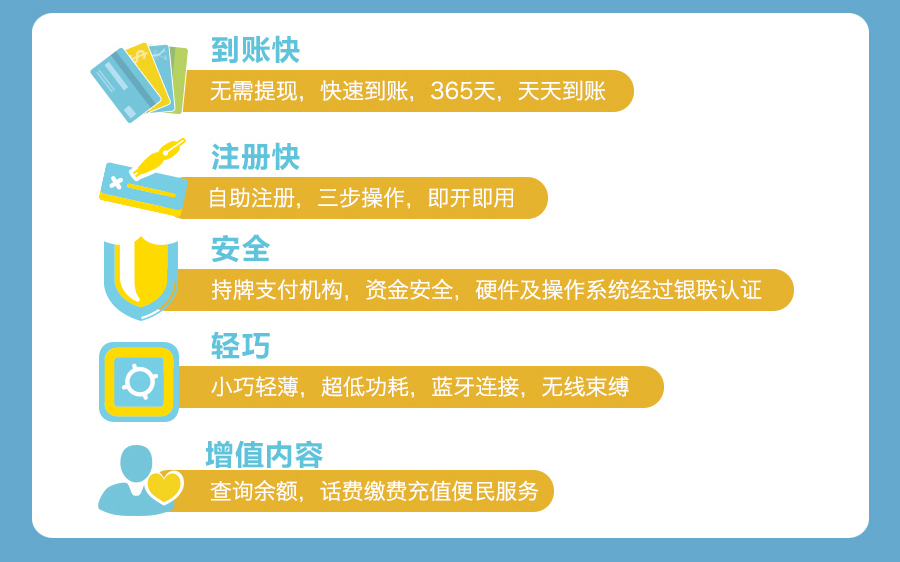 到账快
无需提现，快速到账，365天，天天到账
注册快
自助注册，三步操作，即开即用
安全
持牌支付机构，资金安全，硬件及操作系统经过银联认证
轻巧
小巧轻薄，超低功耗，蓝牙连接，无线束缚
增值内容
查询余额，话费缴费充值便民服务